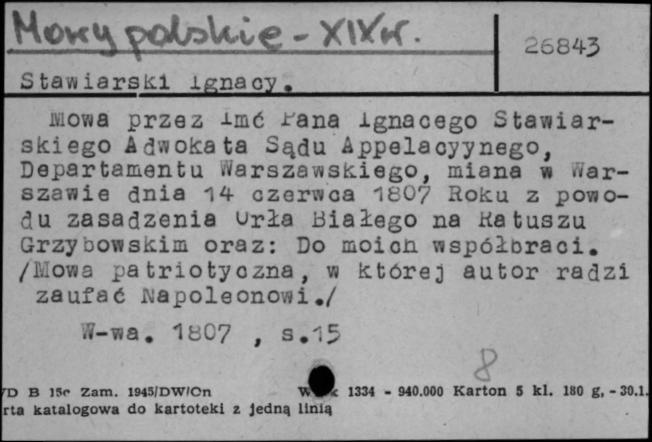 Mowy polskie - XIX w.
26843
Stawiarski Ignacy.
Mowa przez Imć Pana Ignacego Stawiar-
skiego Adwokata Sądu Appelacyynego,
Departamentu Warszawskiego, miana w War-
szawie dnia 14 czerwca 1807 Roku z powo-
du zasadzenia Orła Białego na Ratuszu
Grzybowskim oraz: Do moich współbraci.
/Mowa patriotyczna, w której autor radzi
zaufać Napoleonowi./
W-wa. 1807 , s.15
8
/D B 15c Zam. 1945/DW/Cn 1334 - 940.000 Karton 5 kl. 180 g, - 30.1.
rta katalogowa do kartoteki z jedną linią